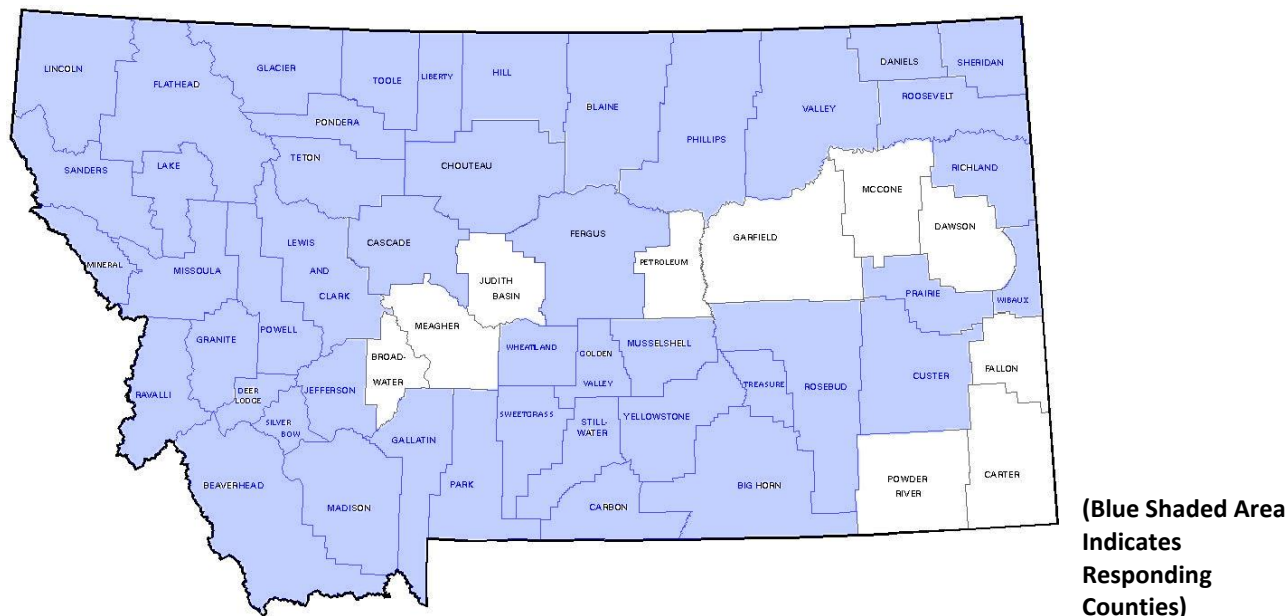 LINCOLN
FLATHEAD
GLACIER
TOOLE
LIBERTY
HILL
BLAINE
PHILLIPS
VALLEY
DANIELS
SHERIDAN
ROOSEVELT
PONDERA
TETON
CHOUTEAU
SANDERS
LAKE
MCCONE
RICHLAND
DAWSON
GARFIELD
PETROLEUM
FERGUS
JUDITH
BASIN
CASCADE
LEWIS
AND
CLARK
MINERAL
MISSOULA
POWELL
GRANITE
MEAGHER
BROAD-
WATER
WHEATLAND
GOLDEN
VALLEY
MUSSELSHELL
PRAIRIE
WIBAUX
FALLON
CUSTER
ROSEBUD
TREASURE
RAVALLI
DEER
LODGE
JEFFERSON
SILVER
BOW
GALLATIN
SWEETGRASS
STILL-
WATER
YELLOWSTONE
BEAVERHEAD
MADISON
PARK
CARBON
BIG HORN
POWDER
RIVER
CARTER
(Blue Shaded Area
Indicates
Responding
Counties)